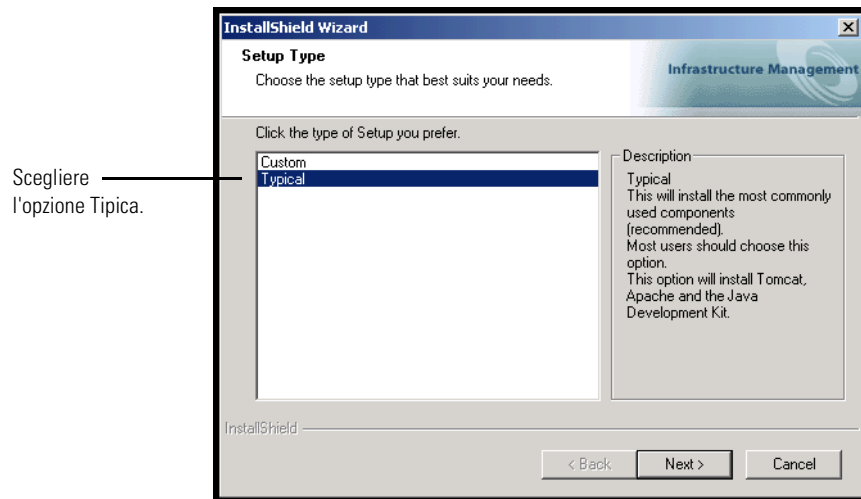 InstallShield Wizard
Setup Type
Choose the setup type that best suits your needs.
Infrastructure Management
Click the type of Setup you prefer.
Custom
Typical
Scegliere
l'opzione Tipica.
Description
Typical
This will install the most commonly
used components
(recommended).
Most users should choose this
option.
This option will install Tomcat,
Apache and the Java
Development Kit.
InstallShield
< Back
Next >
Cancel